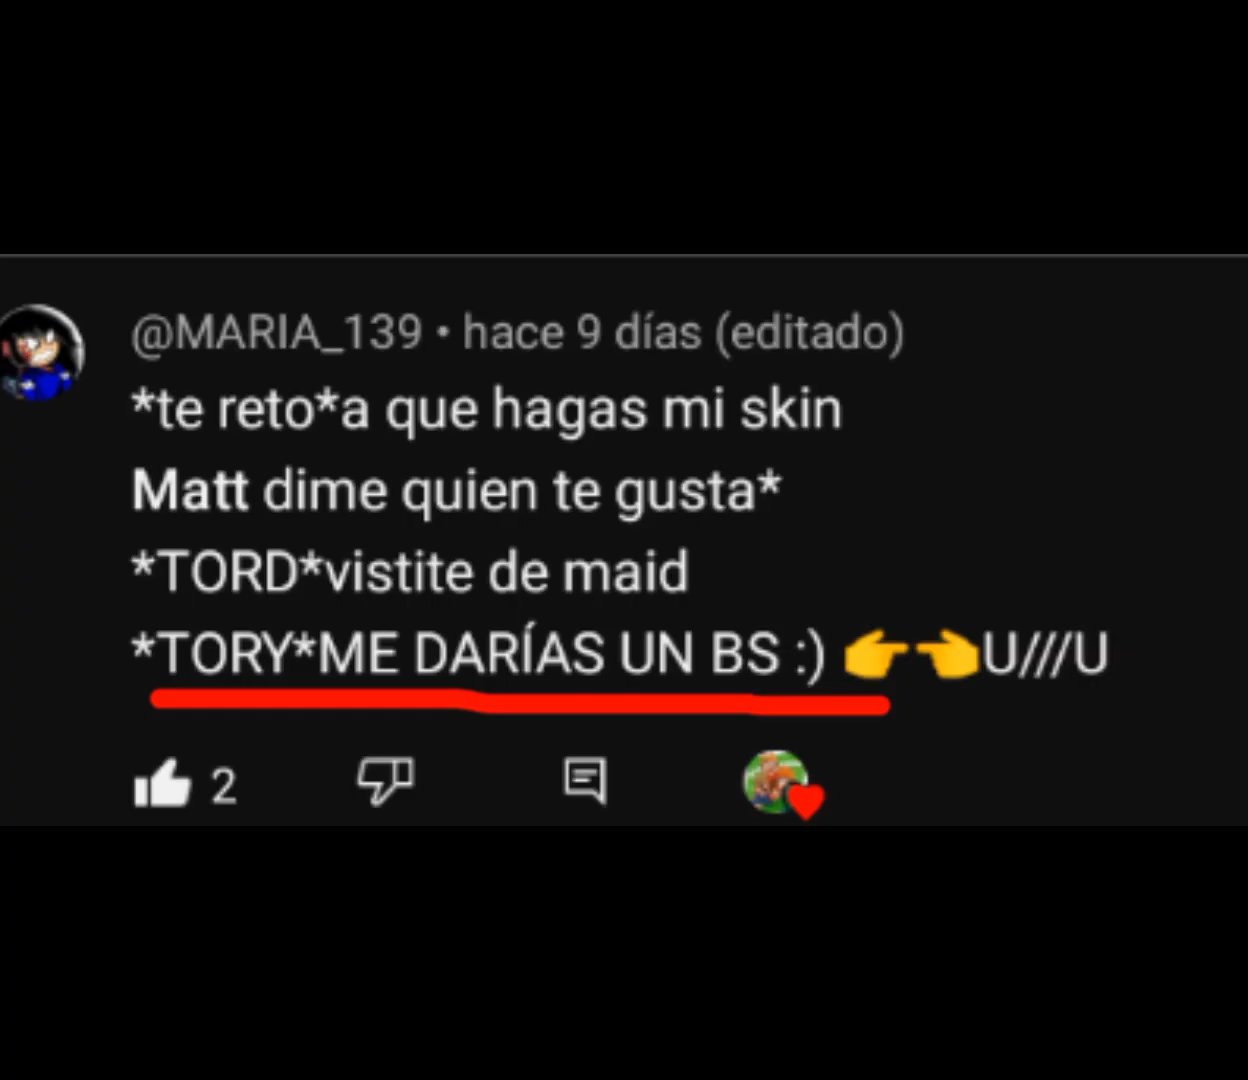 @MARIA_139 • hace 9 días (editado)
*te reto*a que hagas mi skin
Matt dime quien te gusta*
*TORD*vistite de maid
*TORY*ME DARÍAS UN BS :) 👉👈U///U
2